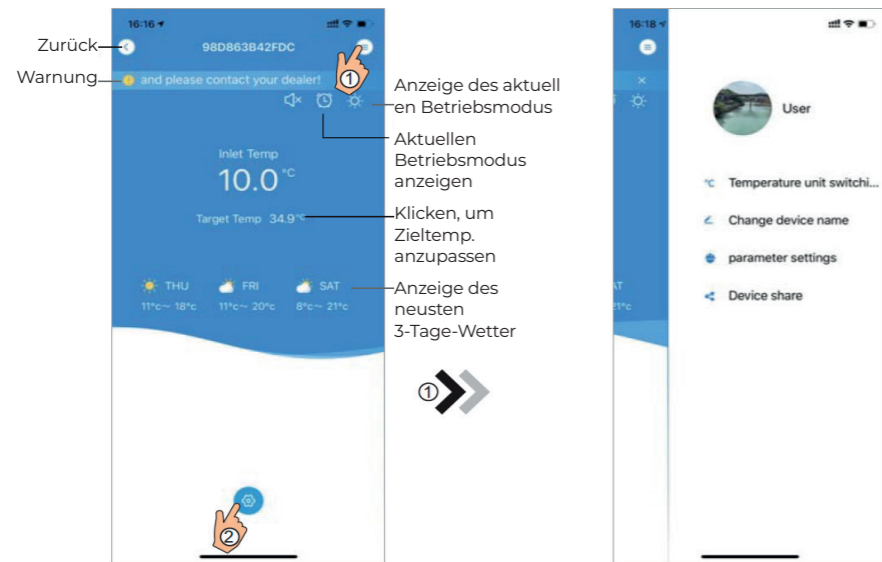 16:16
Zurück
98D863B42FDC
Warnung
and please contact your dealer!
①
Anzeige des aktuell
en Betriebsmodus
Aktuellen
Betriebsmodus
anzeigen
Inlet Temp
10.0 °C
Target Temp 34.9°C
Klicken, um
Zieltemp.
anzupassen
THU
FRI
SAT
11°c~ 18°c
11°c~ 20°c
8°c~ 21°c
Anzeige des
neusten
3-Tage-Wetter
①
②
16:18
×
AT
21°c
User
°C Temperature unit switchi...
Change device name
parameter settings
Device share